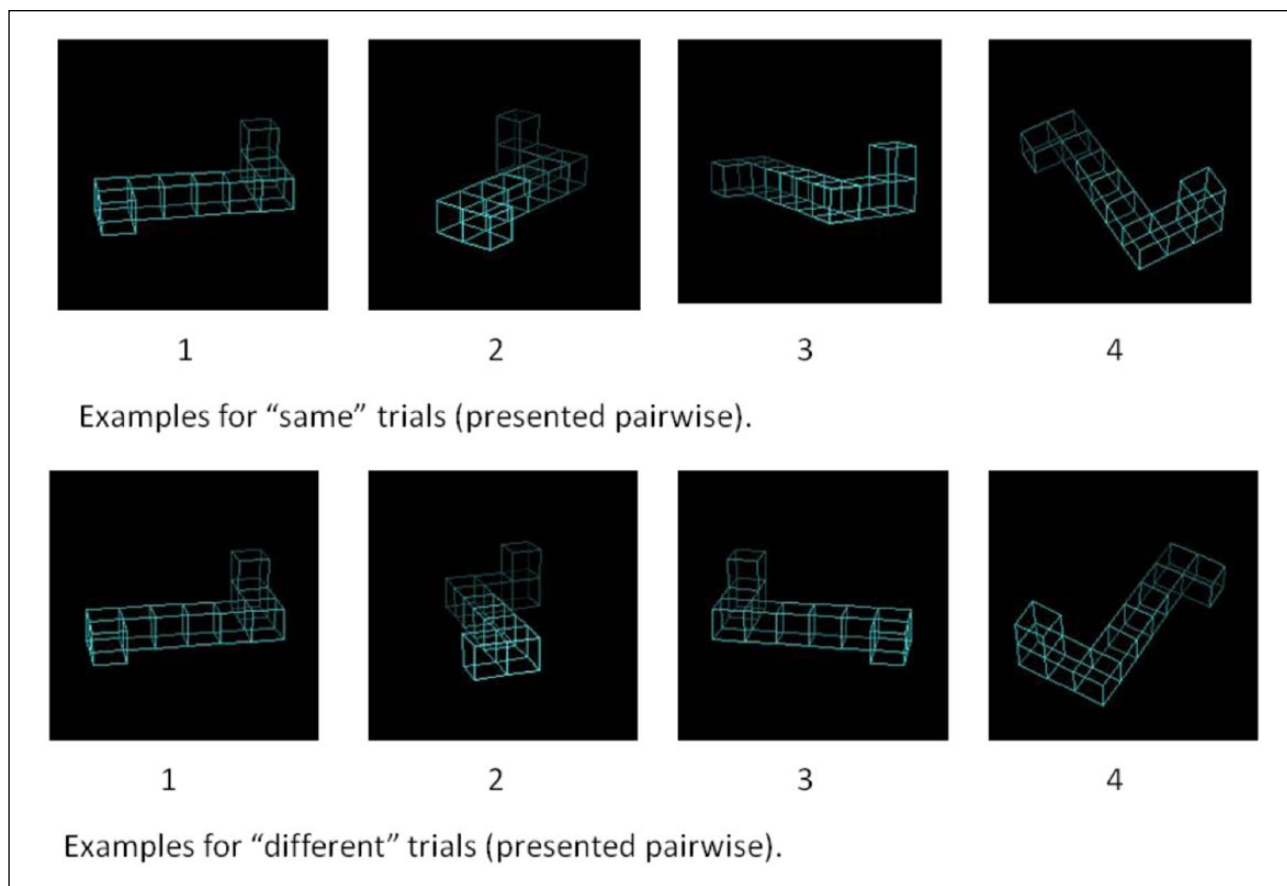 1 2 3 4
Examples for “same” trials (presented pairwise).
1 2 3 4
Examples for “different” trials (presented pairwise).